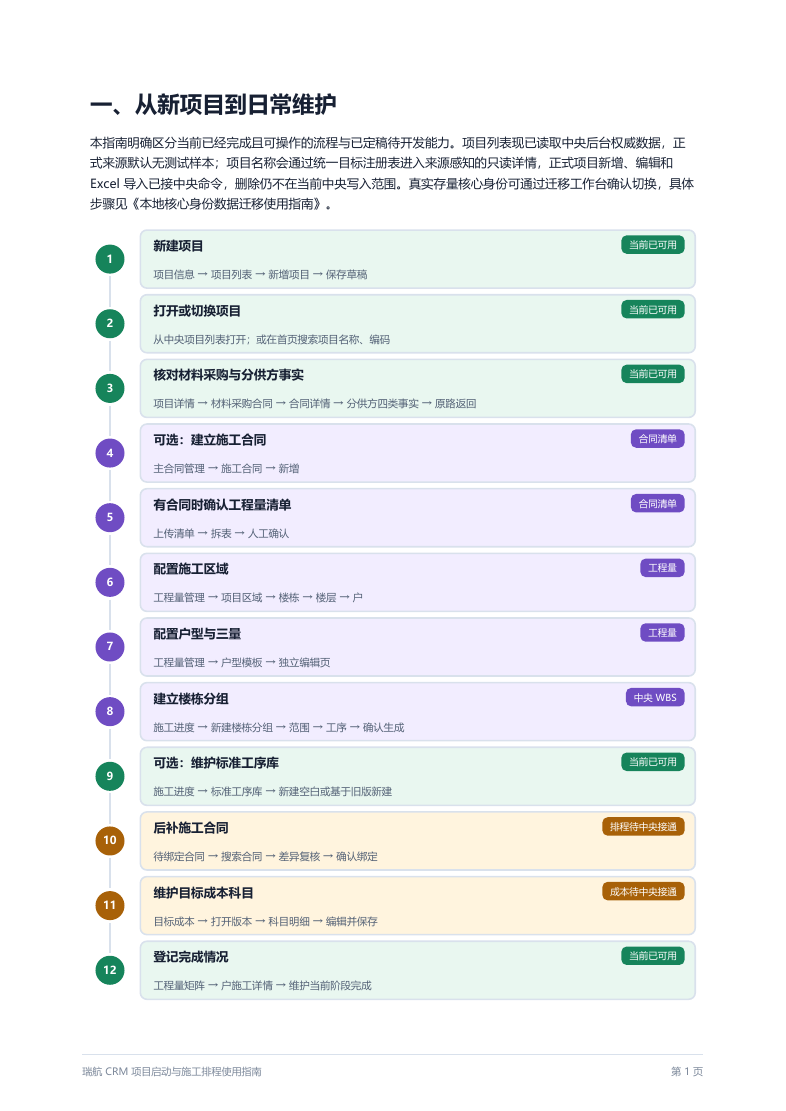 一、从新项目到日常维护
本指南明确区分当前已经完成且可操作的流程与已定稿待开发能力。项目列表现已读取中央后台权威数据，正
式来源默认无测试样本；项目名称会通过统一目标注册表进入来源感知的只读详情，正式项目新增、编辑和
Excel 导入已接中央命令，删除仍不在当前中央写入范围。真实存量核心身份可通过迁移工作台确认切换，具体
步骤见《本地核心身份数据迁移使用指南》。
1
新建项目
当前已可用
项目信息 → 项目列表 → 新增项目 → 保存草稿
2
打开或切换项目
当前已可用
从中央项目列表打开；或在首页搜索项目名称、编码
3
核对材料采购与分供方事实
当前已可用
项目详情 → 材料采购合同 → 合同详情 → 分供方四类事实 → 原路返回
4
可选：建立施工合同
合同清单
主合同管理 → 施工合同 → 新增
5
有合同时确认工程量清单
合同清单
上传清单 → 拆表 → 人工确认
6
配置施工区域
工程量
工程量管理 → 项目区域 → 楼栋 → 楼层 → 户
7
配置户型与三量
工程量
工程量管理 → 户型模板 → 独立编辑页
8
建立楼栋分组
中央 WBS
施工进度 → 新建楼栋分组 → 范围 → 工序 → 确认生成
9
可选：维护标准工序库
当前已可用
施工进度 → 标准工序库 → 新建空白或基于旧版新建
10
后补施工合同
排程待中央接通
待绑定合同 → 搜索合同 → 差异复核 → 确认绑定
11
维护目标成本科目
成本待中央接通
目标成本 → 打开版本 → 科目明细 → 编辑并保存
12
登记完成情况
当前已可用
工程量矩阵 → 户施工详情 → 维护当前阶段完成
瑞航 CRM 项目启动与施工排程使用指南
第 1 页